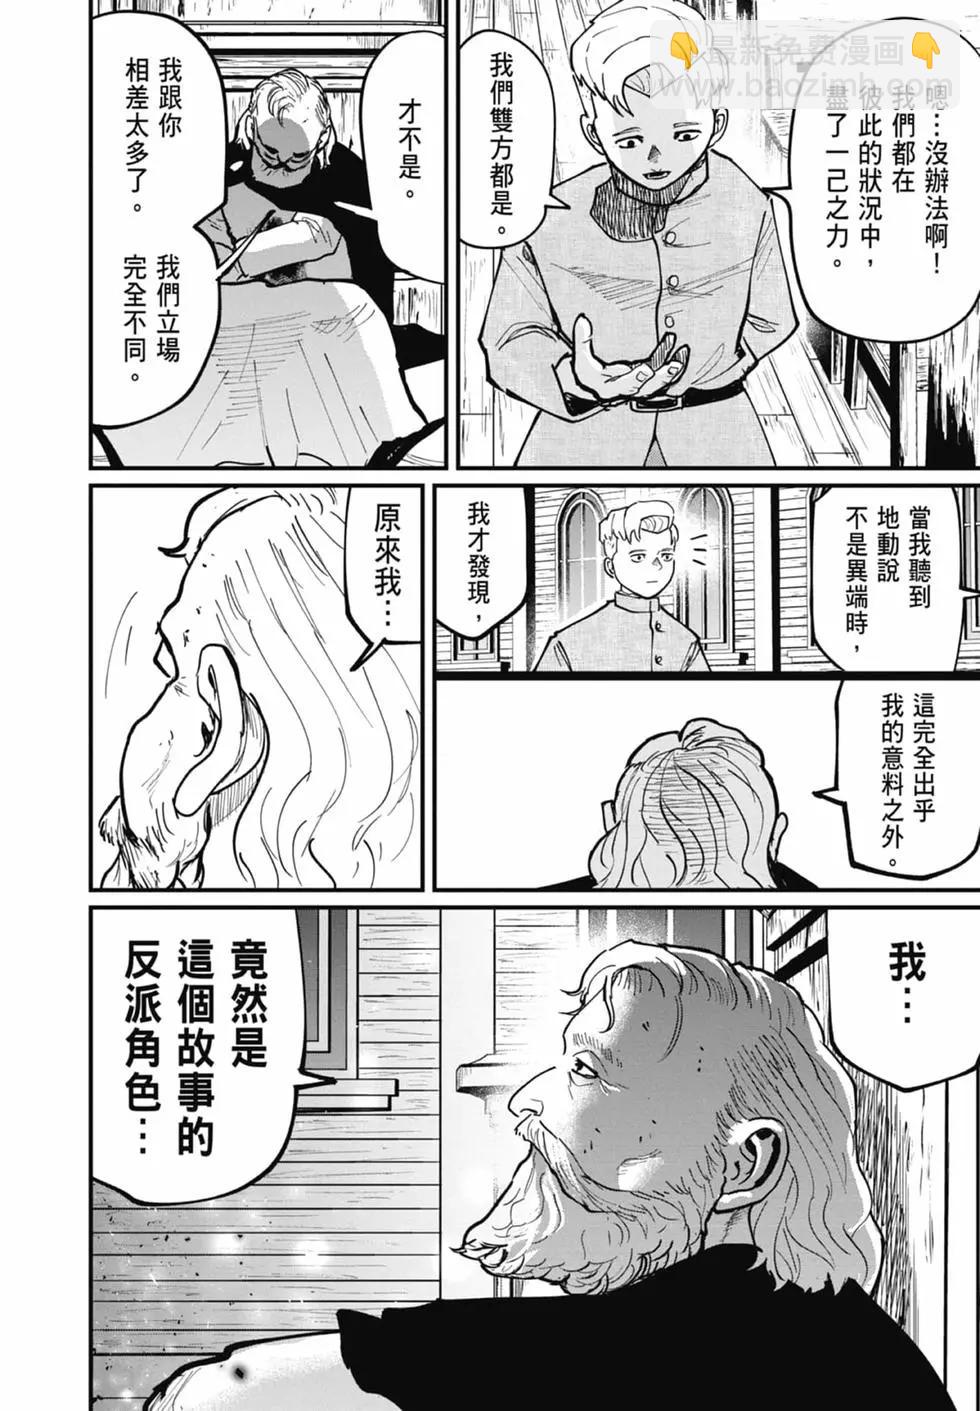 最新免費漫画
www.baozimh.com
嗯…沒辦法啊！
我們都在
彼此的狀況中，
盡了一己之力。
我們雙方都是。
才不是。
我跟你
相差太多了。
我們立場
完全不同。
當我聽到
地動說
不是異端時，
我才發現，
這完全出乎
我的意料之外。
原來我…
我…
竟然是
這個故事的
反派角色…